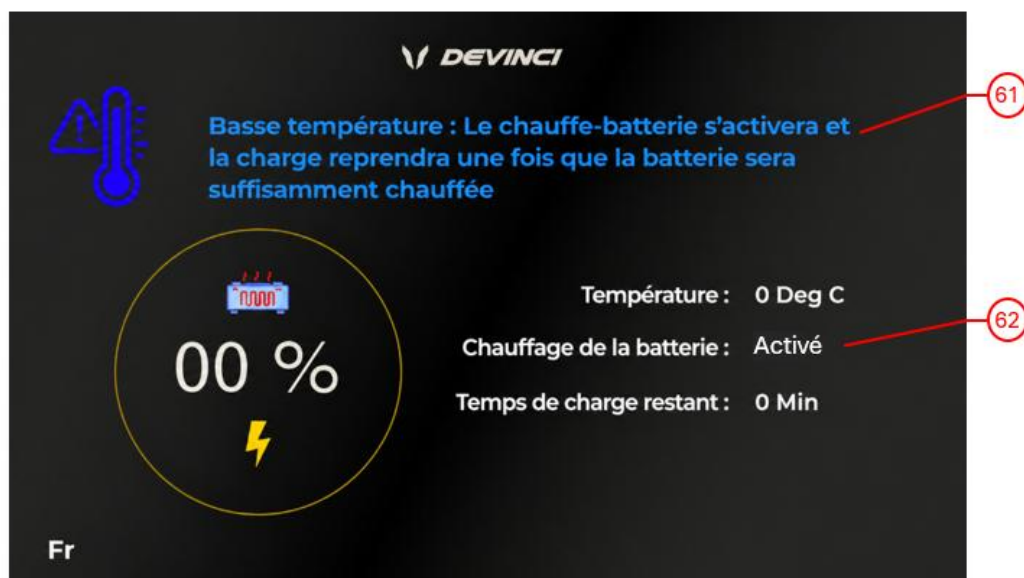 DEVINCI
61
Basse température : Le chauffe-batterie s’activera et
la charge reprendra une fois que la batterie sera
suffisamment chauffée
Température : 0 Deg C
62
00 %
Chauffage de la batterie : Activé
Temps de charge restant : 0 Min
Fr